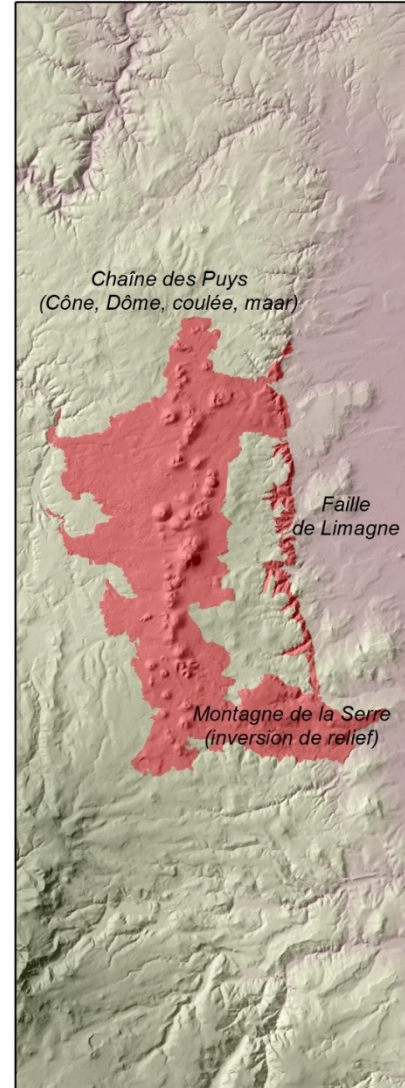 Chaîne des Puys
(Cône, Dôme, coulée, maar)
Faille
de Limagne
Montagne de la Serre
(inversion de relief)